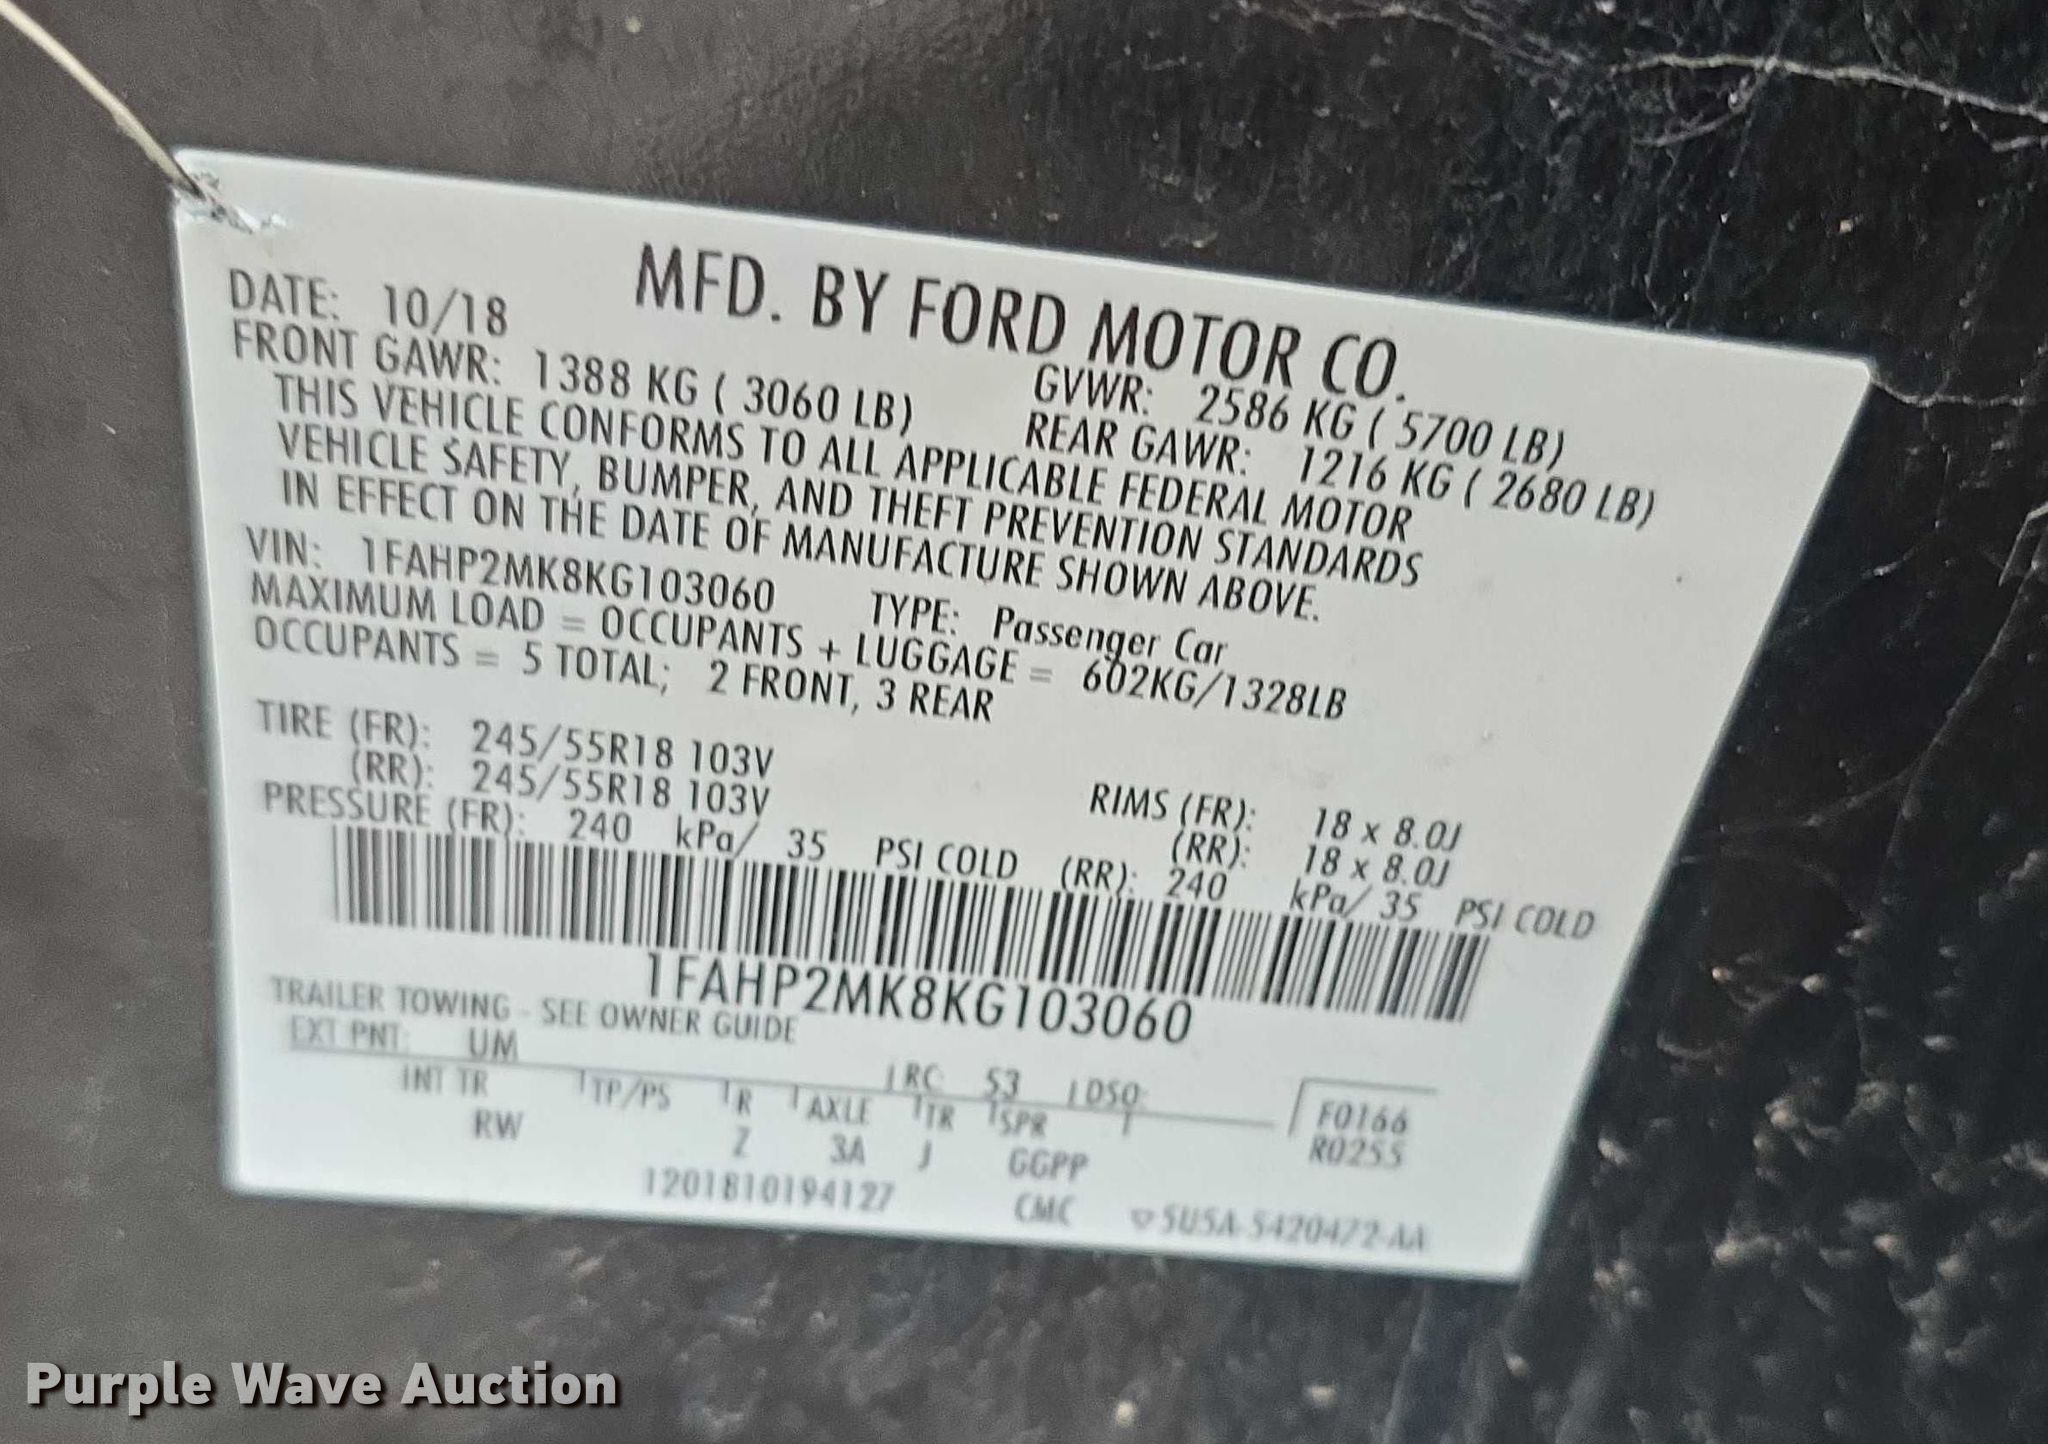 MFD. BY FORD MOTOR CO.
DATE: 10/18 GVWR: 2586 KG ( 5700 LB)
FRONT GAWR: 1388 KG ( 3060 LB) REAR GAWR: 1216 KG ( 2680 LB)
THIS VEHICLE CONFORMS TO ALL APPLICABLE FEDERAL MOTOR
VEHICLE SAFETY, BUMPER, AND THEFT PREVENTION STANDARDS
IN EFFECT ON THE DATE OF MANUFACTURE SHOWN ABOVE.
VIN: 1FAHP2MK8KG103060 TYPE: Passenger Car
MAXIMUM LOAD = OCCUPANTS + LUGGAGE = 602KG/1328LB
OCCUPANTS = 5 TOTAL; 2 FRONT, 3 REAR
TIRE (FR): 245/55R18 103V RIMS (FR): 18 x 8.0J
(RR): 245/55R18 103V (RR): 18 x 8.0J
PRESSURE (FR): 240 kPa/ 35 PSI COLD (RR): 240 kPa/ 35 PSI COLD
1FAHP2MK8KG103060
TRAILER TOWING - SEE OWNER GUIDE
EXT PNT: UM RC: 53 DSO:
INT TR TP/PS R AXLE TR SPR F0166
RW Z 3A J GGPP R0255
1201810194127 CMC 5U5A-5420472-AA
Purple Wave Auction